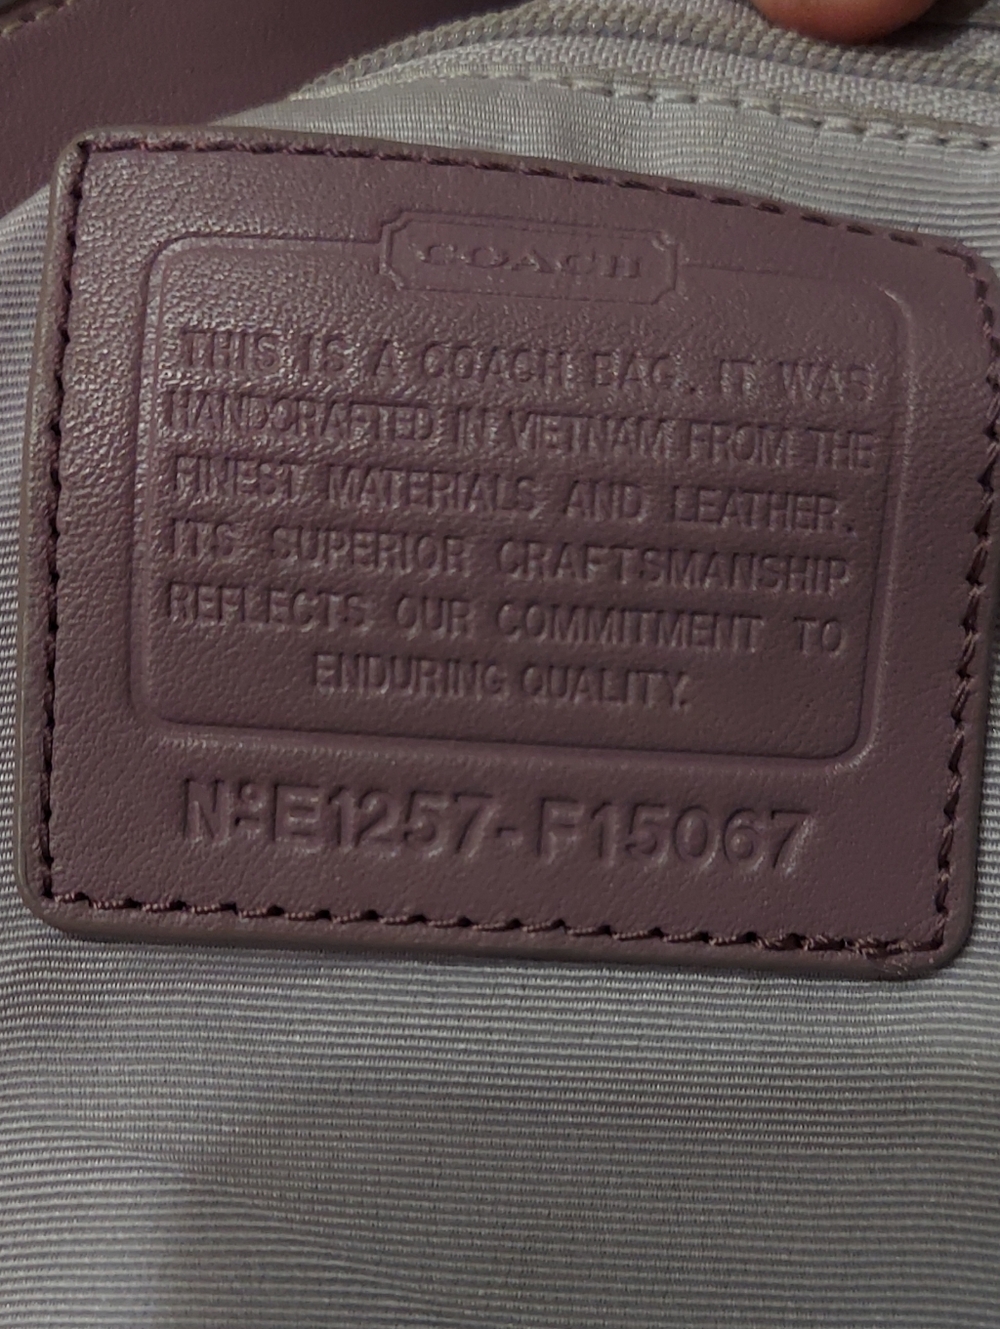 COACH
THIS IS A COACH BAG. IT WAS
HANDCRAFTED IN VIETNAM FROM THE
FINEST MATERIALS AND LEATHER.
ITS SUPERIOR CRAFTSMANSHIP
REFLECTS OUR COMMITMENT TO
ENDURING QUALITY.
Nº E1257-F15067